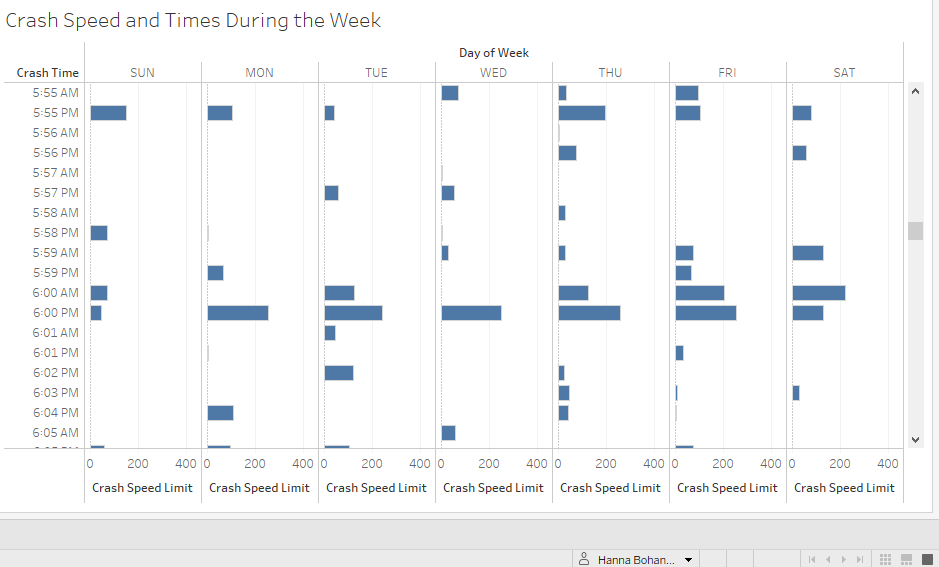 Crash Speed and Times During the Week
Day of Week
Crash Time SUN MON TUE WED THU FRI SAT
5:55 AM
5:55 PM
5:56 AM
5:56 PM
5:57 AM
5:57 PM
5:58 AM
5:58 PM
5:59 AM
5:59 PM
6:00 AM
6:00 PM
6:01 AM
6:01 PM
6:02 PM
6:03 PM
6:04 PM
6:05 AM
0 200 400 0 200 400 0 200 400 0 200 400 0 200 400 0 200 400 0 200 400
Crash Speed Limit Crash Speed Limit Crash Speed Limit Crash Speed Limit Crash Speed Limit Crash Speed Limit Crash Speed Limit
Hanna Bohan...